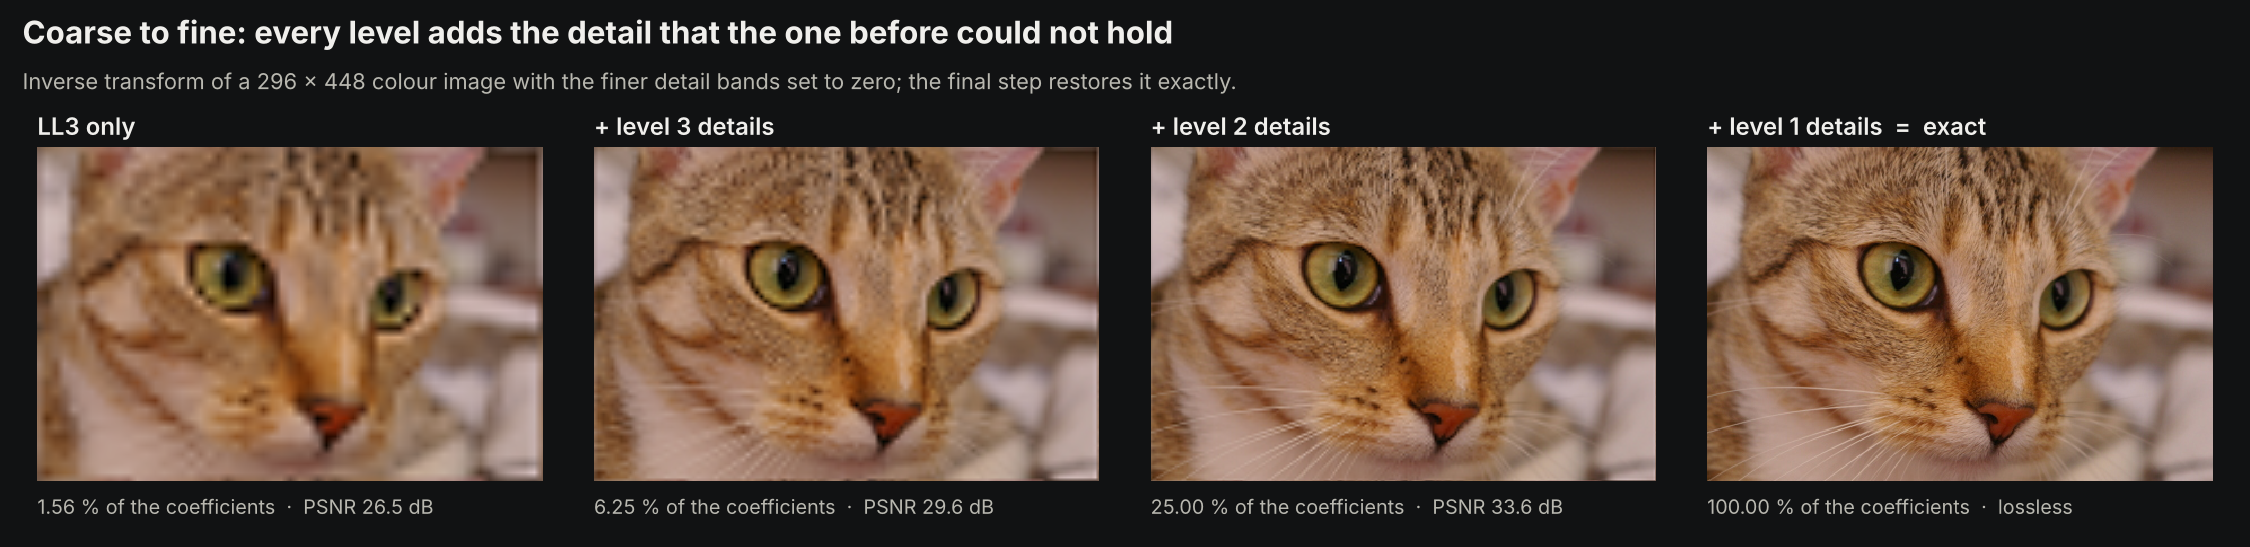 Coarse to fine: every level adds the detail that the one before could not hold
Inverse transform of a 296 × 448 colour image with the finer detail bands set to zero; the final step restores it exactly.
LL3 only
+ level 3 details
+ level 2 details
+ level 1 details = exact
1.56 % of the coefficients · PSNR 26.5 dB
6.25 % of the coefficients · PSNR 29.6 dB
25.00 % of the coefficients · PSNR 33.6 dB
100.00 % of the coefficients · lossless